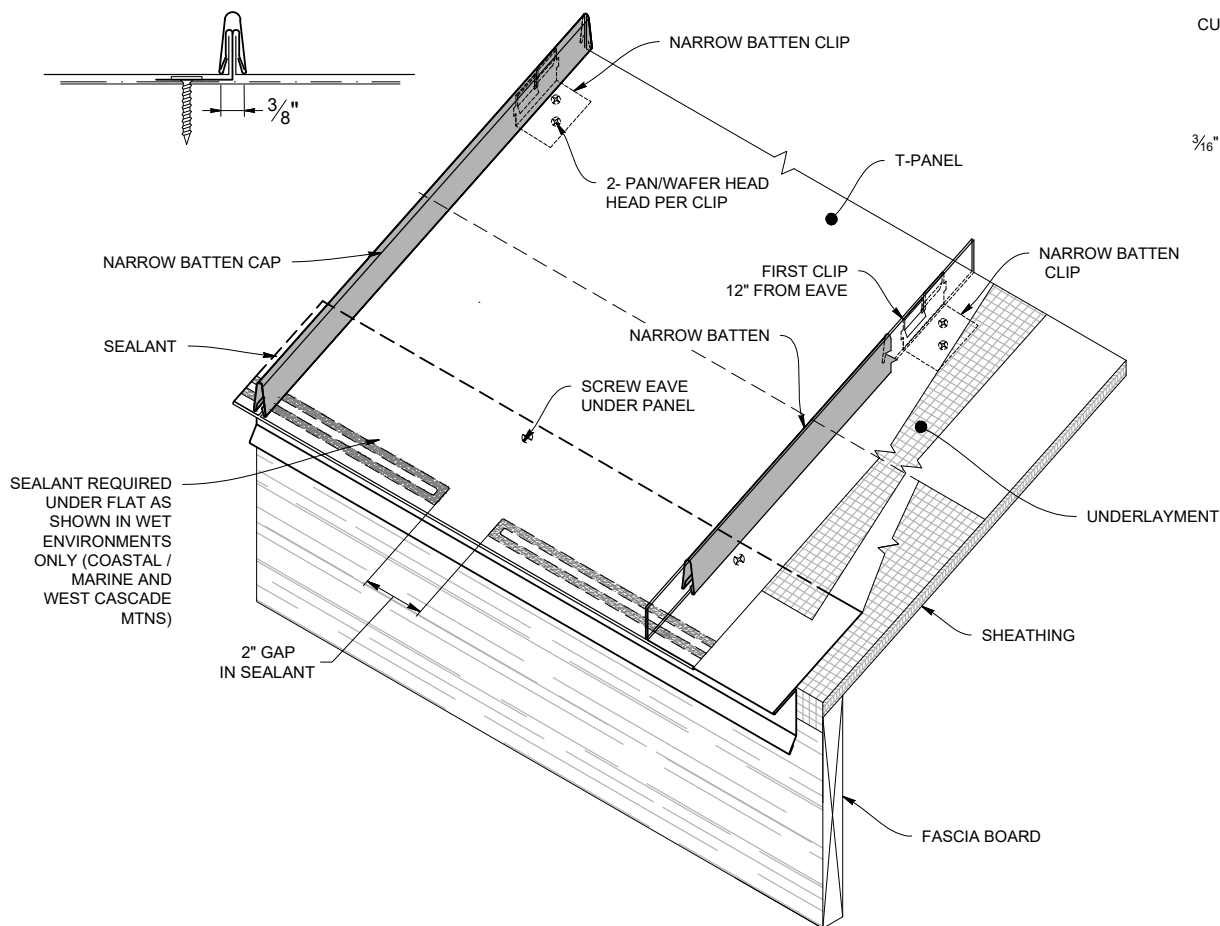 CU
3/8"
3/16"
NARROW BATTEN CLIP
2- PAN/WAFER HEAD
HEAD PER CLIP
T-PANEL
NARROW BATTEN CAP
FIRST CLIP
12" FROM EAVE
NARROW BATTEN
CLIP
NARROW BATTEN
SEALANT
SCREW EAVE
UNDER PANEL
SEALANT REQUIRED
UNDER FLAT AS
SHOWN IN WET
ENVIRONMENTS
ONLY (COASTAL /
MARINE AND
WEST CASCADE
MTNS)
UNDERLAYMENT
2" GAP
IN SEALANT
SHEATHING
FASCIA BOARD